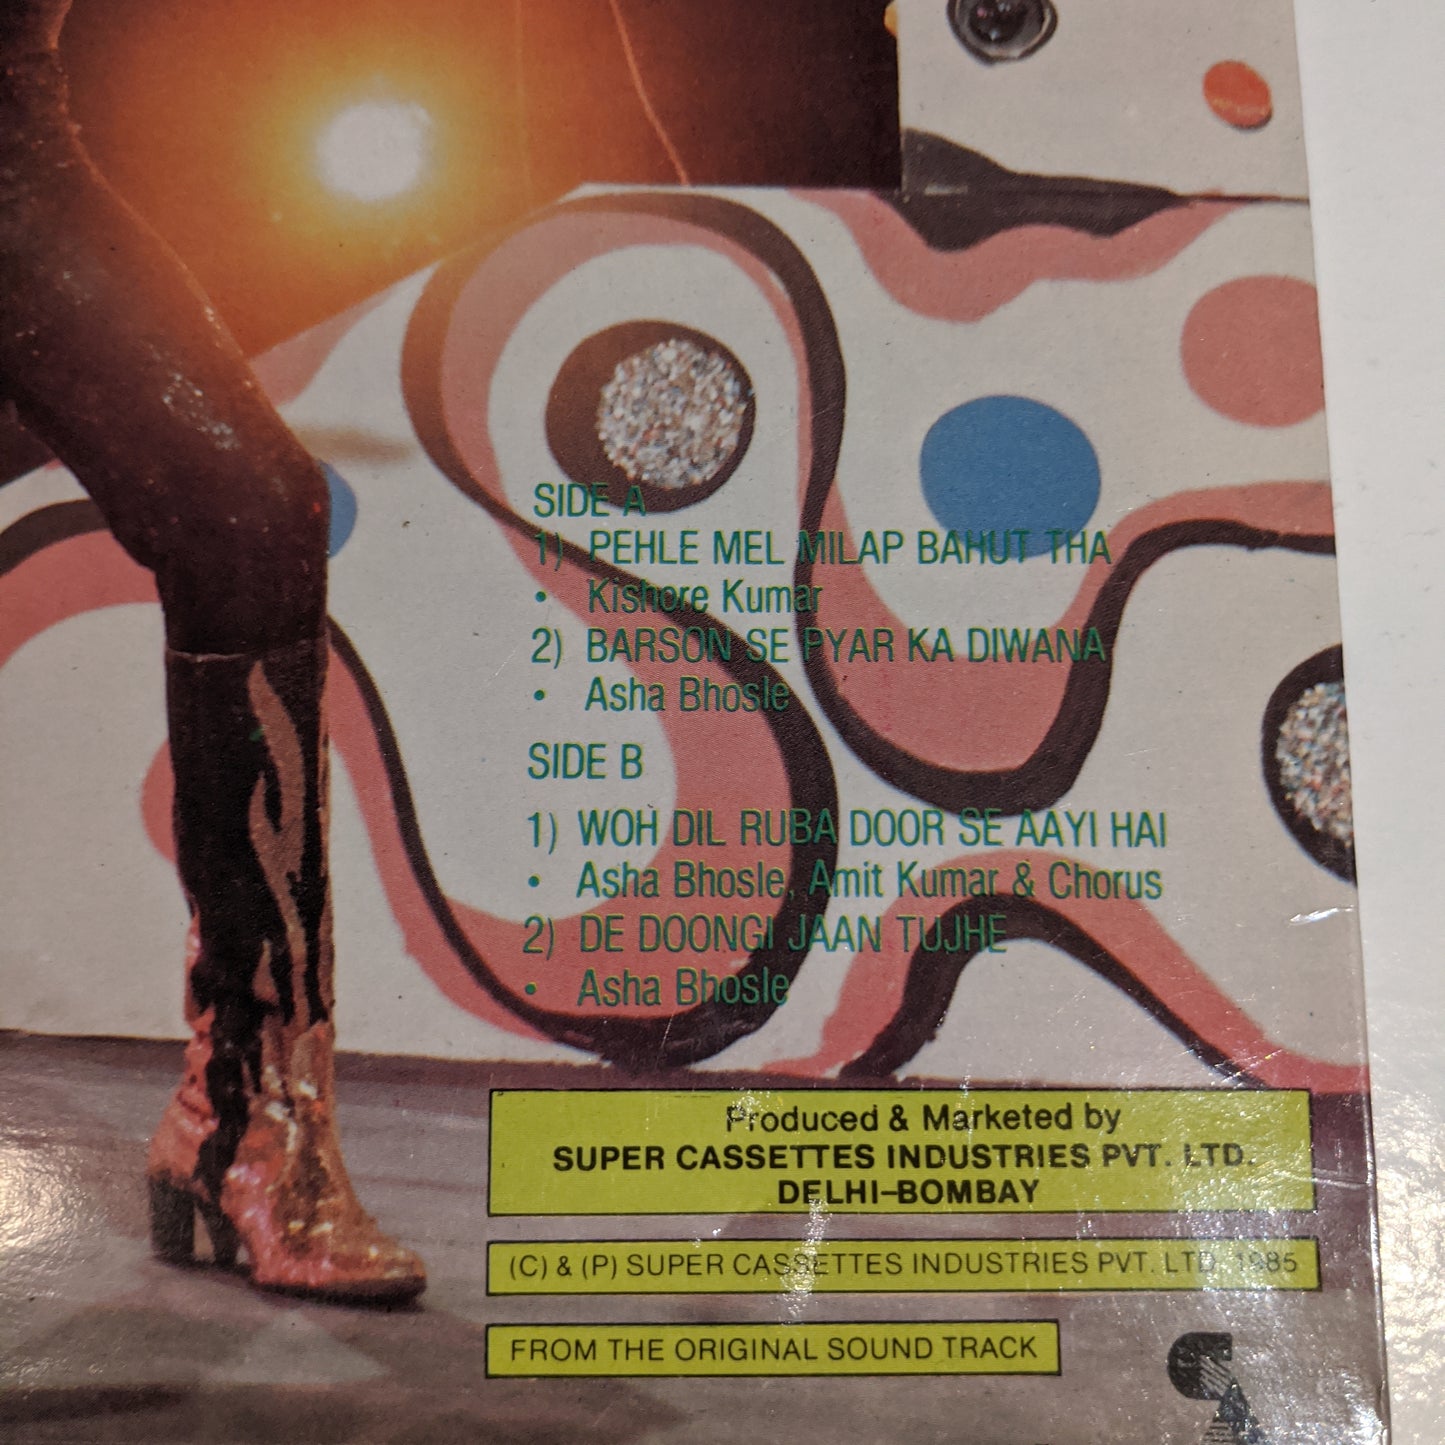 SIDE A
1) PEHLE MEL MILAP BAHUT THA
• Kishore Kumar
2) BARSON SE PYAR KA DIWANA
• Asha Bhosle
SIDE B
1) WOH DIL RUBA DOOR SE AAYI HAI
• Asha Bhosle, Amit Kumar & Chorus
2) DE DOONGI JAAN TUJHE
• Asha Bhosle
Produced & Marketed by
SUPER CASSETTES INDUSTRIES PVT. LTD.
DELHI–BOMBAY
(C) & (P) SUPER CASSETTES INDUSTRIES PVT. LTD. 1985
FROM THE ORIGINAL SOUND TRACK